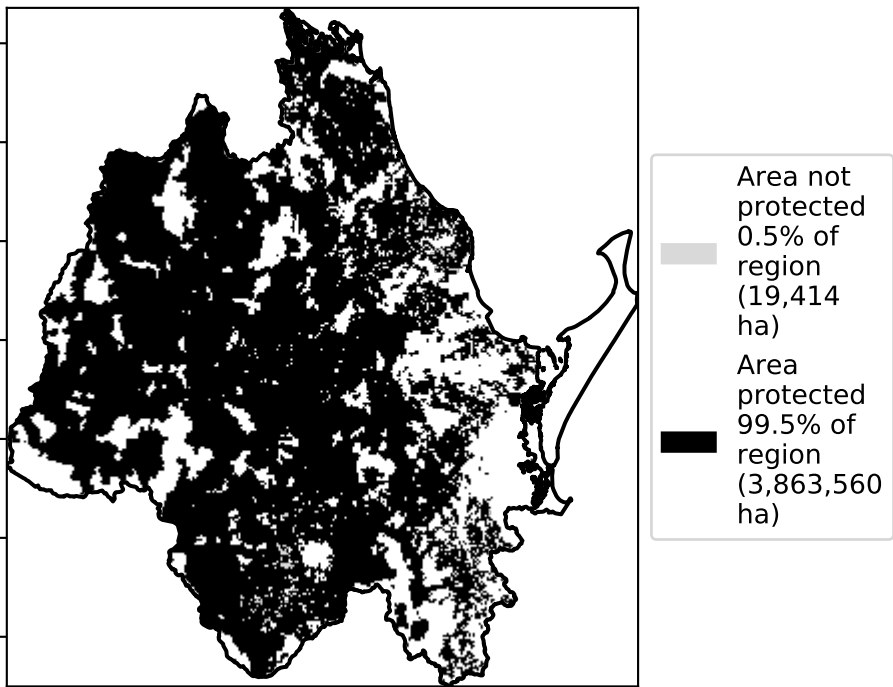 Area not
protected
0.5% of
region
(19,414
ha)
Area
protected
99.5% of
region
(3,863,560
ha)